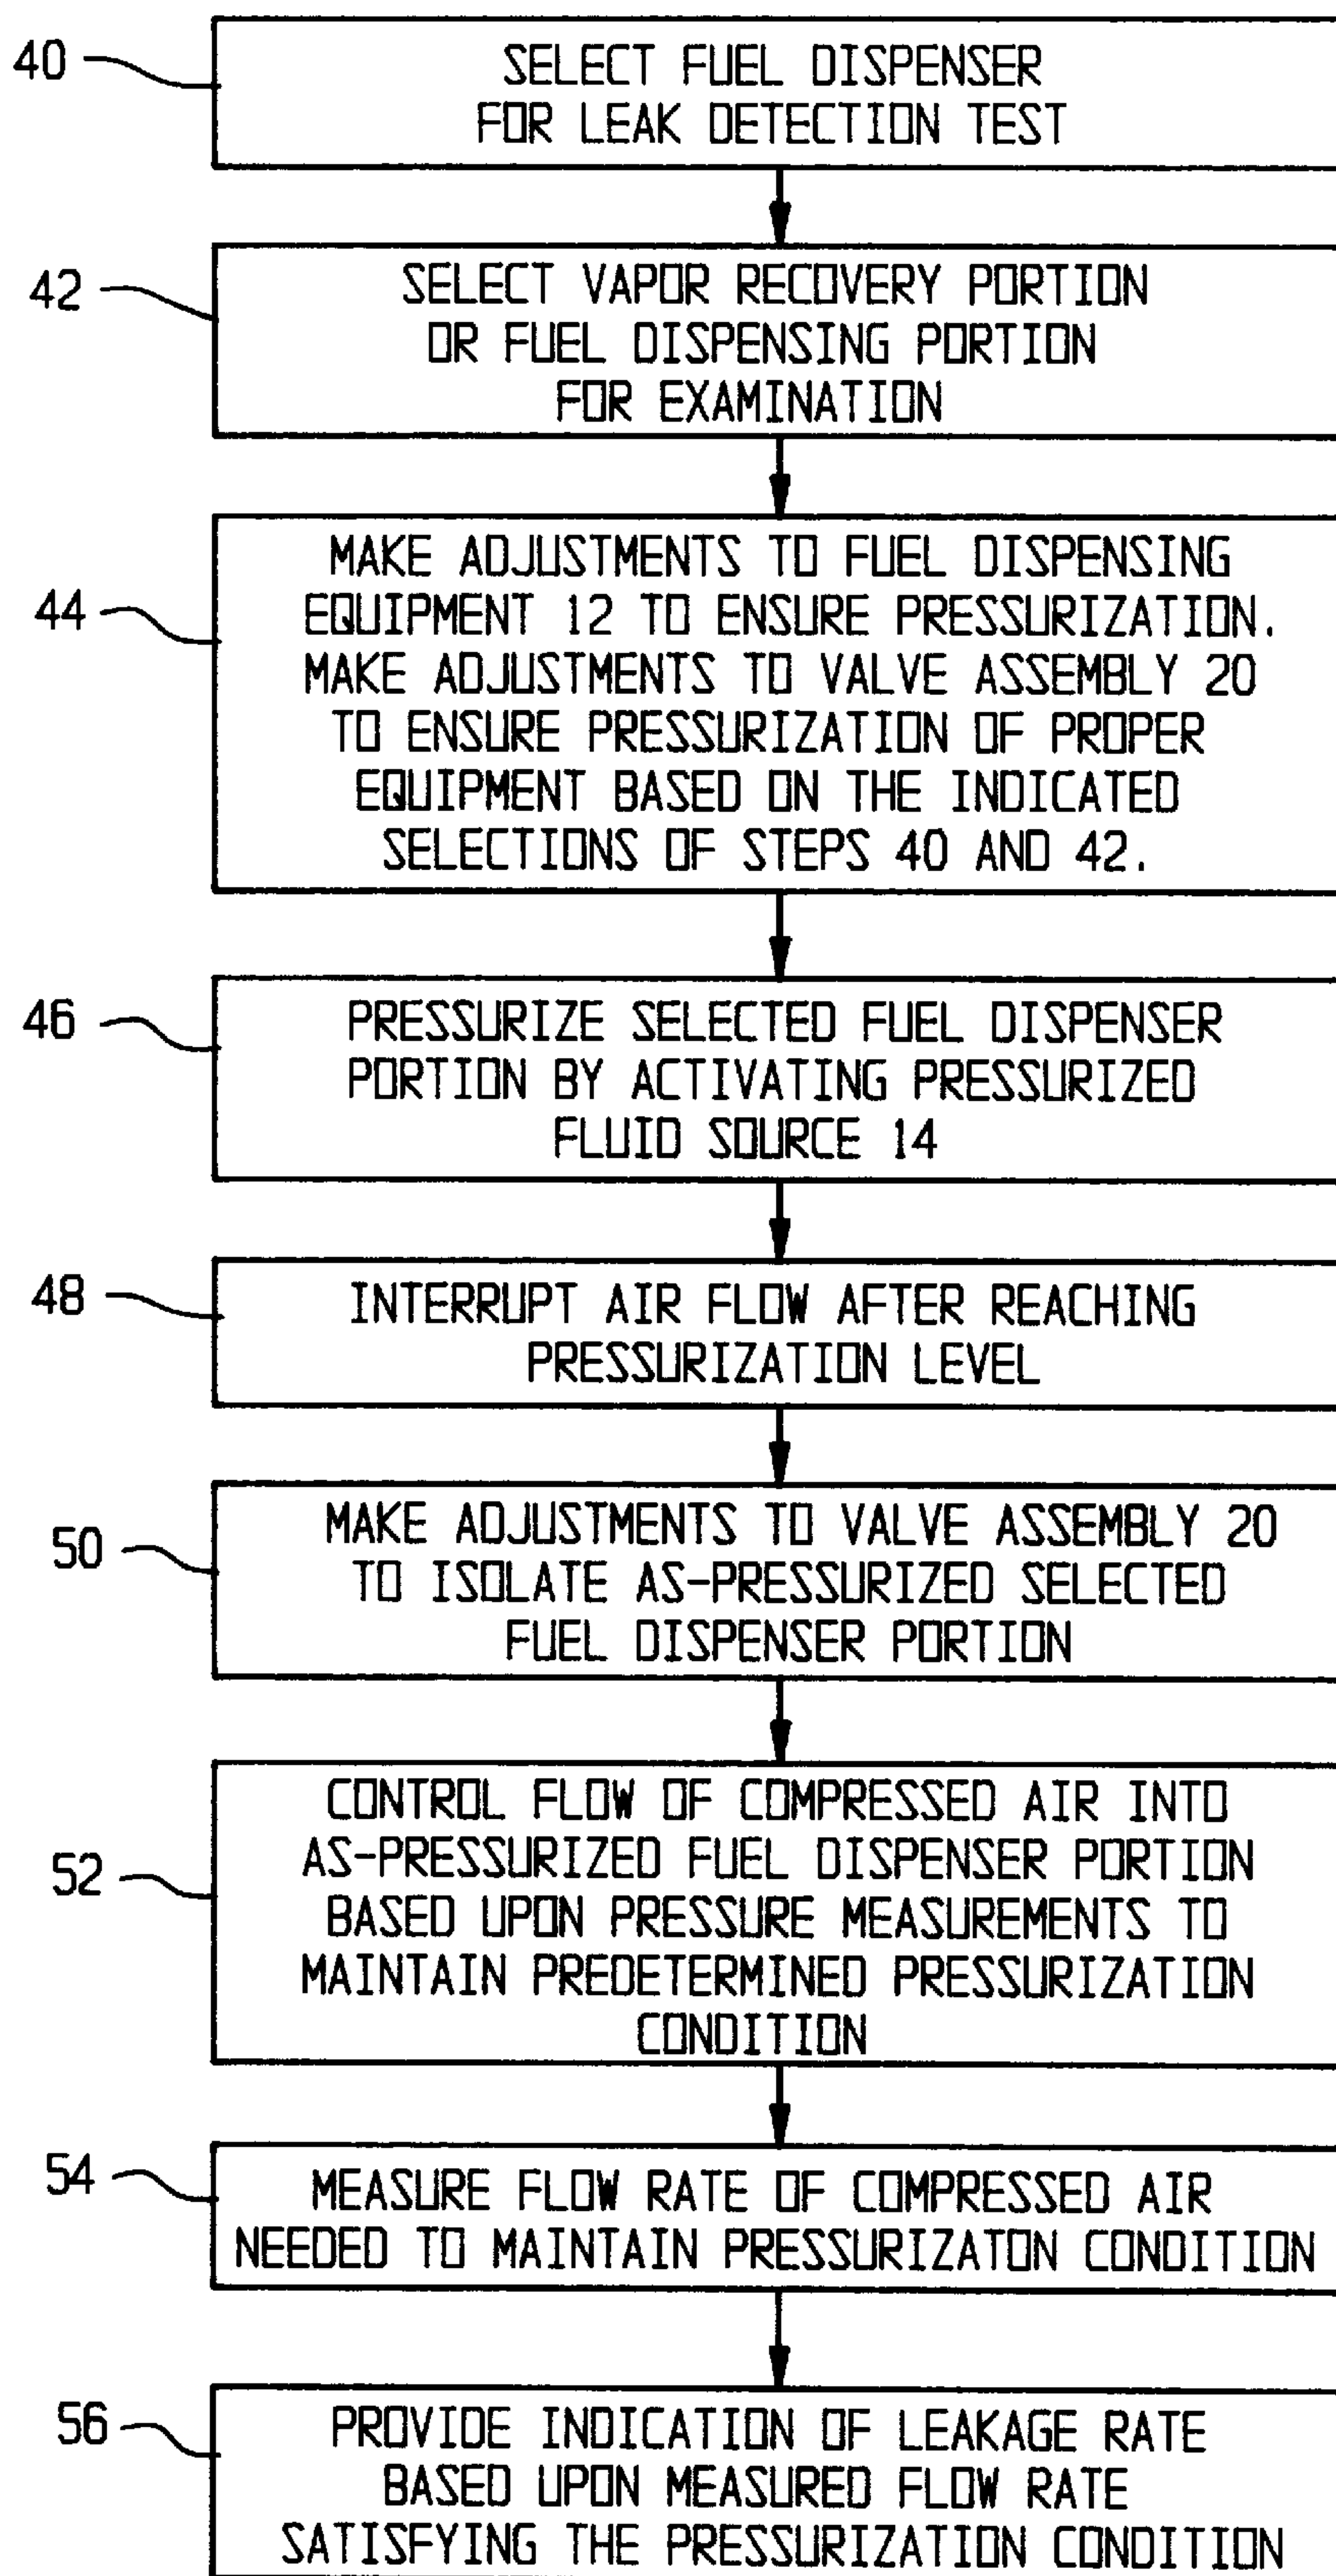 40
SELECT FUEL DISPENSER
FOR LEAK DETECTION TEST
42
SELECT VAPOR RECOVERY PORTION
OR FUEL DISPENSING PORTION
FOR EXAMINATION
44
MAKE ADJUSTMENTS TO FUEL DISPENSING
EQUIPMENT 12 TO ENSURE PRESSURIZATION.
MAKE ADJUSTMENTS TO VALVE ASSEMBLY 20
TO ENSURE PRESSURIZATION OF PROPER
EQUIPMENT BASED ON THE INDICATED
SELECTIONS OF STEPS 40 AND 42.
46
PRESSURIZE SELECTED FUEL DISPENSER
PORTION BY ACTIVATING PRESSURIZED
FLUID SOURCE 14
48
INTERRUPT AIR FLOW AFTER REACHING
PRESSURIZATION LEVEL
50
MAKE ADJUSTMENTS TO VALVE ASSEMBLY 20
TO ISOLATE AS-PRESSURIZED SELECTED
FUEL DISPENSER PORTION
52
CONTROL FLOW OF COMPRESSED AIR INTO
AS-PRESSURIZED FUEL DISPENSER PORTION
BASED UPON PRESSURE MEASUREMENTS TO
MAINTAIN PREDETERMINED PRESSURIZATION
CONDITION
54
MEASURE FLOW RATE OF COMPRESSED AIR
NEEDED TO MAINTAIN PRESSURIZATON CONDITION
56
PROVIDE INDICATION OF LEAKAGE RATE
BASED UPON MEASURED FLOW RATE
SATISFYING THE PRESSURIZATION CONDITION